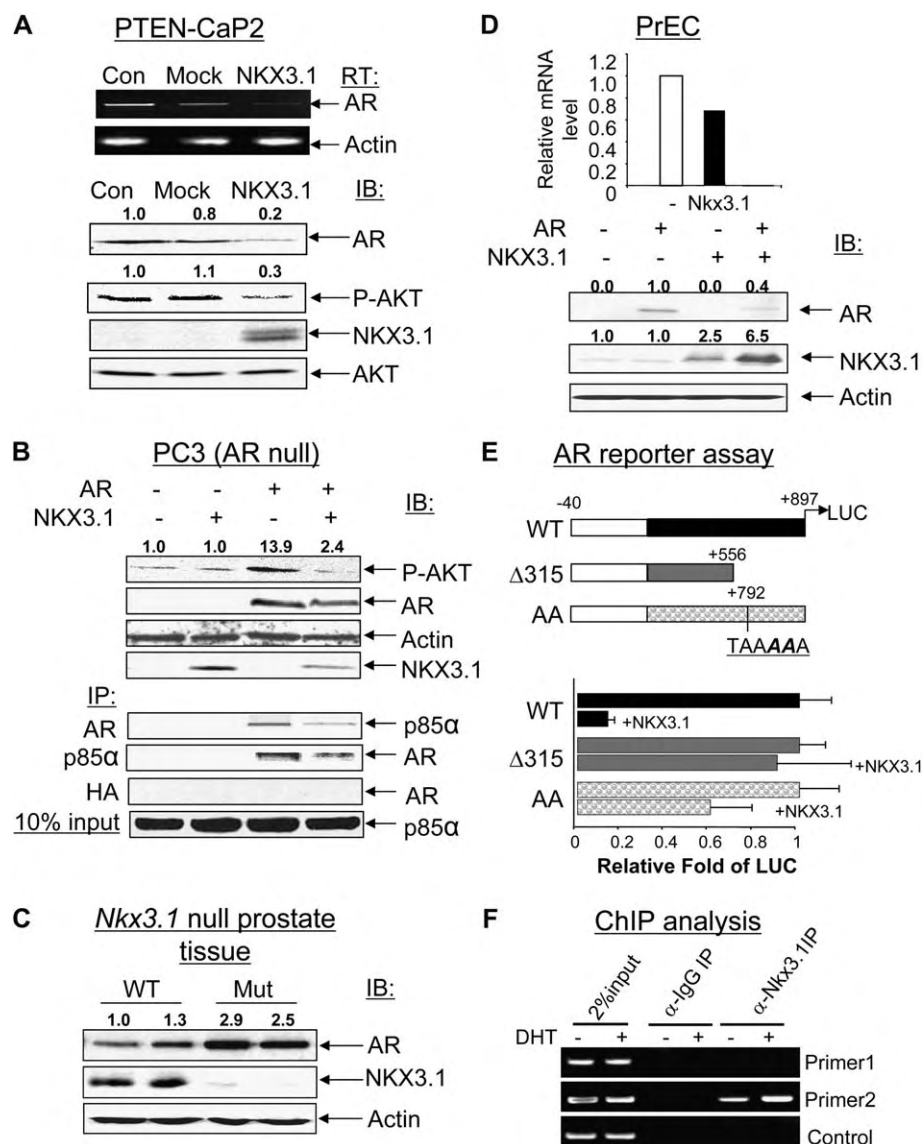 A PTEN-CaP2
Con Mock NKX3.1 RT:
AR
Actin
Con Mock NKX3.1 IB:
1.0 0.8 0.2
AR
1.0 1.1 0.3
P-AKT
NKX3.1
AKT
B PC3 (AR null)
AR - - + +
NKX3.1 - + - + IB:
1.0 1.0 13.9 2.4
P-AKT
AR
Actin
NKX3.1
IP:
AR p85α
p85α AR
HA AR
10% input p85α
C Nkx3.1 null prostate
tissue
WT Mut IB:
1.0 1.3 2.9 2.5
AR
NKX3.1
Actin
D PrEC
Relative mRNA
level
1.2
1.0
0.8
0.6
0.4
0.2
0
- Nkx3.1
AR - + - +
NKX3.1 - - + + IB:
0.0 1.0 0.0 0.4
AR
1.0 1.0 2.5 6.5
NKX3.1
Actin
E AR reporter assay
-40 +897
WT LUC
+556
Δ315
+792
AA
TAAAAA
WT
+NKX3.1
Δ315
+NKX3.1
AA
+NKX3.1
0 0.2 0.4 0.6 0.8 1
Relative Fold of LUC
F ChIP analysis
2%input α-IgG IP α-Nkx3.1IP
DHT - + - + - +
Primer1
Primer2
Control